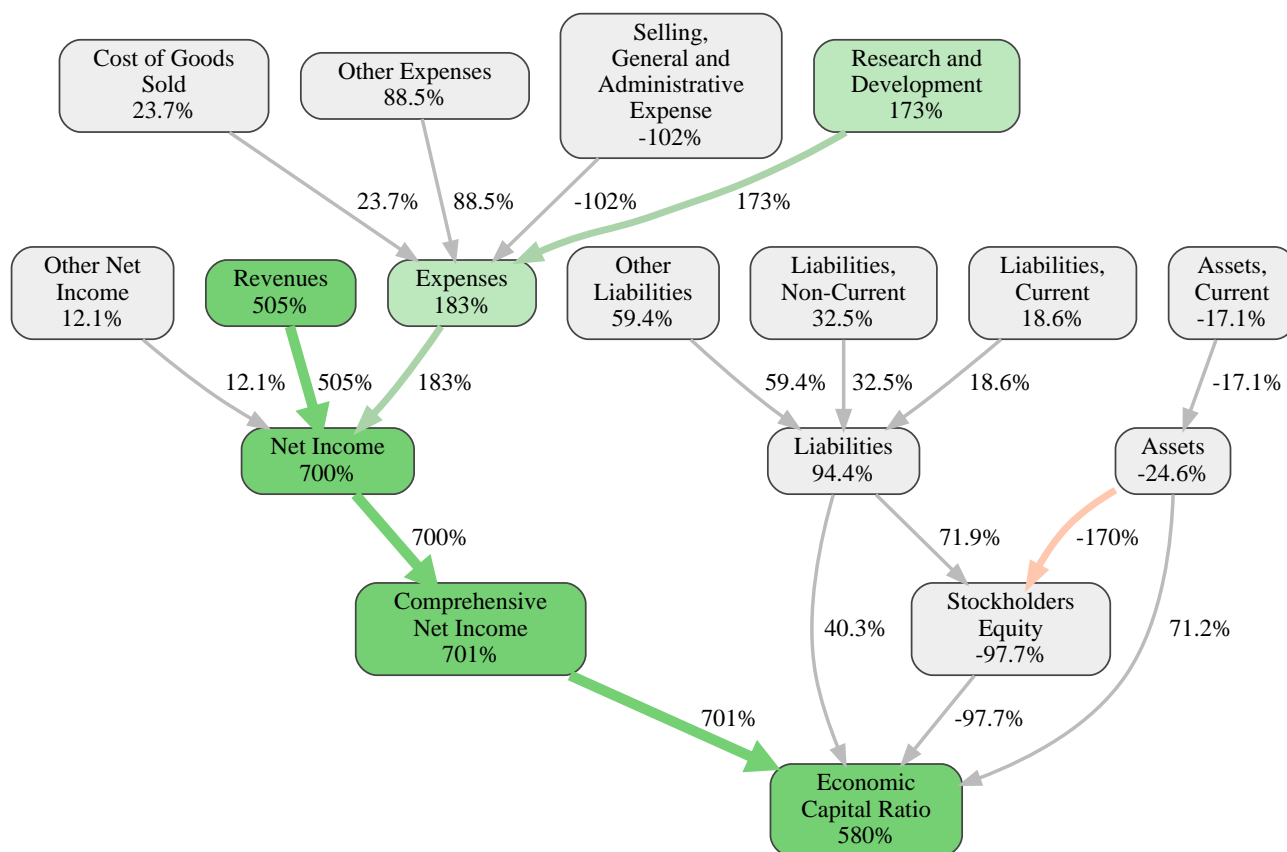 Cost of Goods
Sold
23.7%
Other Expenses
88.5%
Selling,
General and
Administrative
Expense
-102%
Research and
Development
173%
23.7%
88.5%
-102%
173%
Other Net
Income
12.1%
Revenues
505%
Expenses
183%
Other
Liabilities
59.4%
Liabilities,
Non-Current
32.5%
Liabilities,
Current
18.6%
Assets,
Current
-17.1%
12.1%
505%
183%
59.4%
32.5%
18.6%
-17.1%
Net Income
700%
Liabilities
94.4%
Assets
-24.6%
700%
71.9%
-170%
Comprehensive
Net Income
701%
40.3%
Stockholders
Equity
-97.7%
71.2%
701%
-97.7%
Economic
Capital Ratio
580%